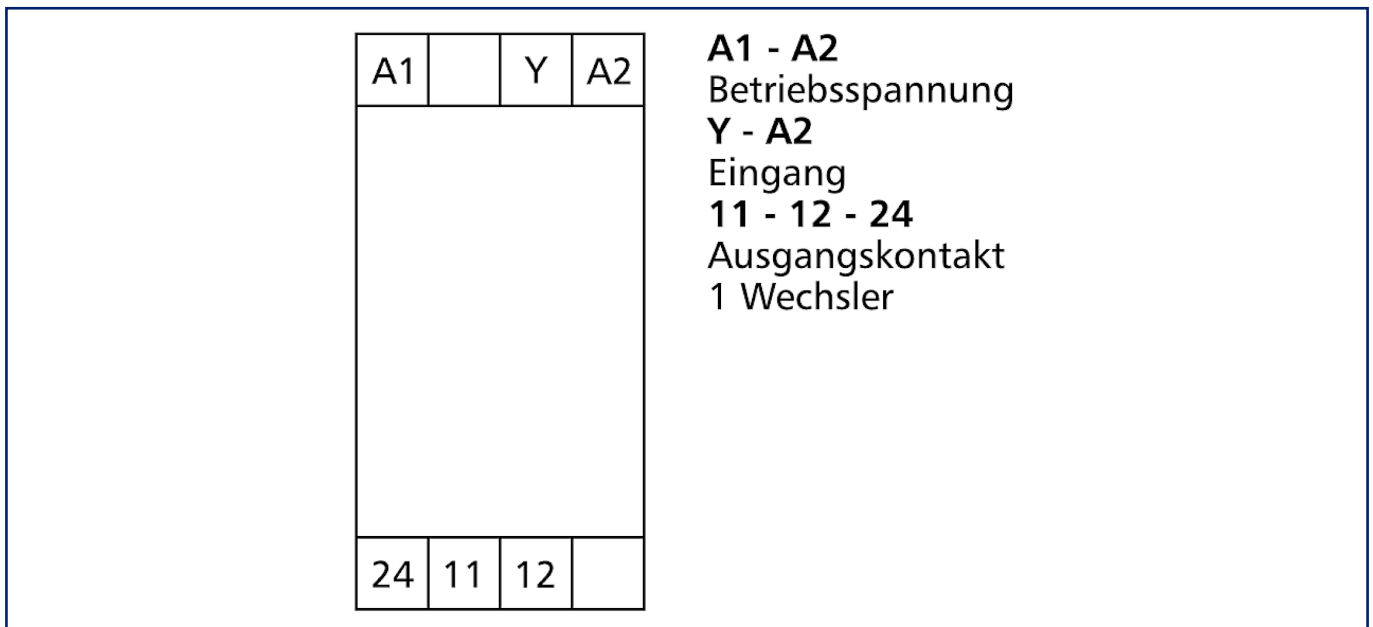 A1 Y A2
24 11 12
A1 - A2
Betriebsspannung
Y - A2
Eingang
11 - 12 - 24
Ausgangskontakt
1 Wechsler